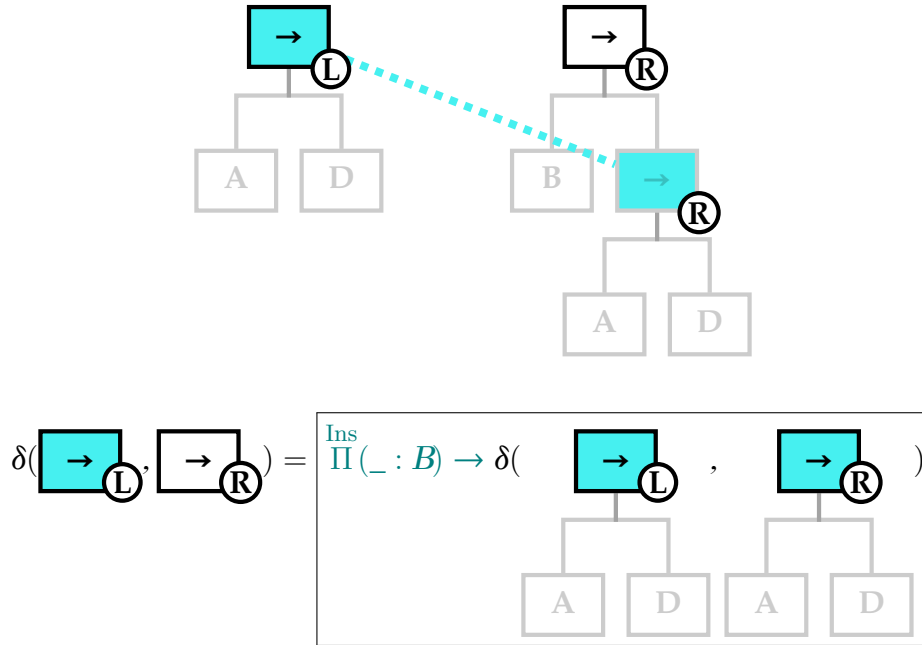 → L → R
A D B → R
A D
Ins
δ( → L , → R ) = Π(_ : B) → δ( → L , → R )
A D A D